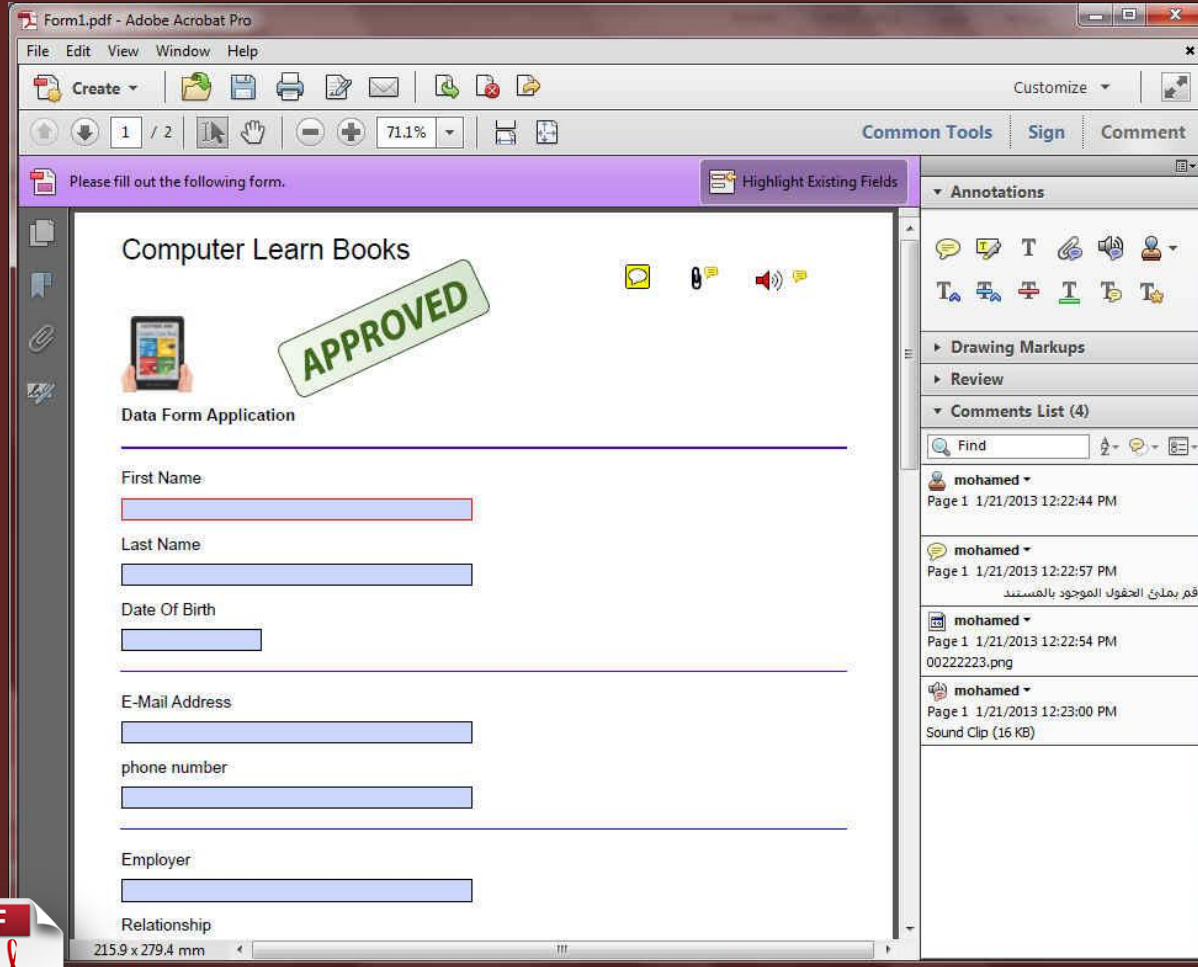 Form1.pdf - Adobe Acrobat Pro
File Edit View Window Help
Create
Customize
1 / 2
71.1%
Common Tools Sign Comment
Please fill out the following form.
Highlight Existing Fields
Computer Learn Books
APPROVED
Data Form Application
First Name
Last Name
Date Of Birth
E-Mail Address
phone number
Employer
Relationship
215.9 x 279.4 mm
Annotations
Drawing Markups
Review
Comments List (4)
Find
mohamed
Page 1 1/21/2013 12:22:44 PM
mohamed
Page 1 1/21/2013 12:22:57 PM
قم بملئ الحقول الموجود بالمستند
mohamed
Page 1 1/21/2013 12:22:54 PM
00222223.png
mohamed
Page 1 1/21/2013 12:23:00 PM
Sound Clip (16 KB)